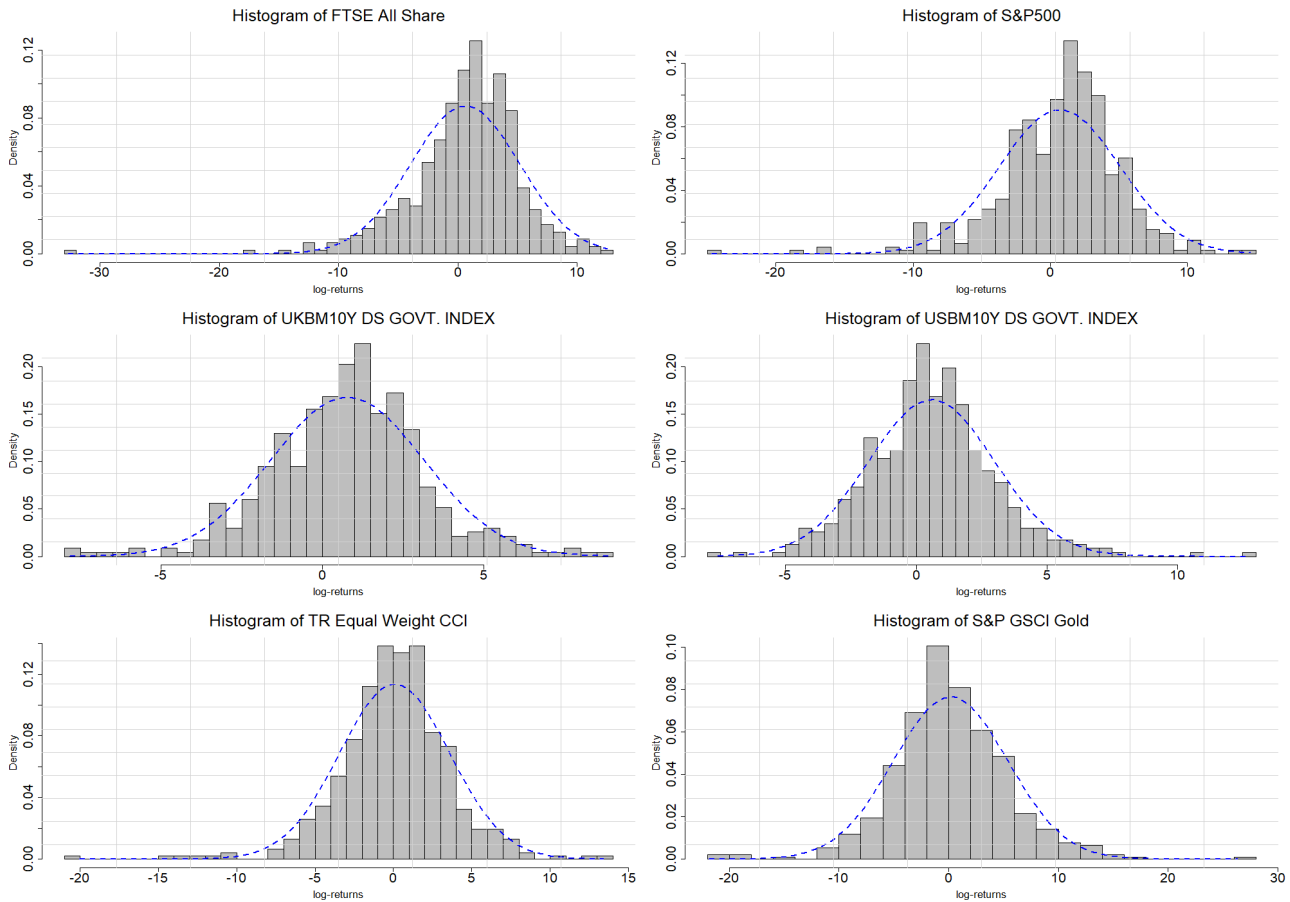 Histogram of FTSE All Share
Density
0.00 0.04 0.08 0.12
-30 -20 -10 0 10
log-returns
Histogram of S&P500
Density
0.00 0.04 0.08 0.12
-20 -10 0 10
log-returns
Histogram of UKBM10Y DS GOVT. INDEX
Density
0.00 0.05 0.10 0.15 0.20
-5 0 5
log-returns
Histogram of USBM10Y DS GOVT. INDEX
Density
0.00 0.05 0.10 0.15 0.20
-5 0 5 10
log-returns
Histogram of TR Equal Weight CCI
Density
0.00 0.04 0.08 0.12
-20 -15 -10 -5 0 5 10 15
log-returns
Histogram of S&P GSCI Gold
Density
0.00 0.02 0.04 0.06 0.08 0.10
-20 -10 0 10 20 30
log-returns